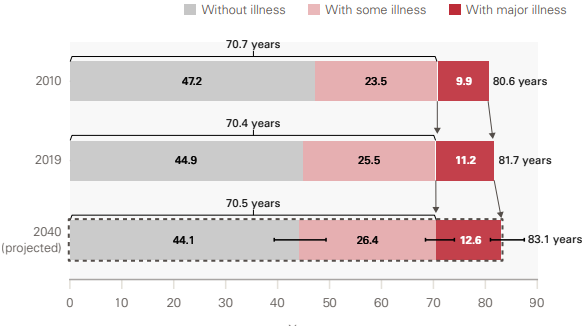 Without illness With some illness With major illness
70.7 years
2010 47.2 23.5 9.9 80.6 years
70.4 years
2019 44.9 25.5 11.2 81.7 years
70.5 years
2040
(projected) 44.1 26.4 12.6 83.1 years
0 10 20 30 40 50 60 70 80 90